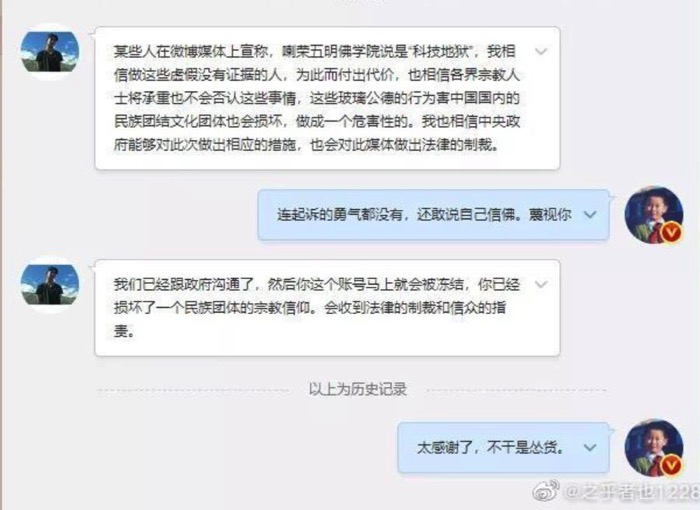 某些人在微博媒体上宣称，喇荣五明佛学院说是“科技地狱”，我相
信做这些虚假没有证据的人，为此而付出代价，也相信各界宗教人
士将承重也不会否认这些事情，这些玻璃公德的行为害中国国内的
民族团结文化团体也会损坏，做成一个危害性的。我也相信中央政
府能够对此次做出相应的措施，也会对此媒体做出法律的制裁。
连起诉的勇气都没有，还敢说自己信佛。蔑视你
我们已经跟政府沟通了，然后你这个账号马上就会被冻结，你已经
损坏了一个民族团体的宗教信仰。会收到法律的制裁和信众的指
责。
以上为历史记录
太感谢了，不干是怂货。
@之乎者也1228